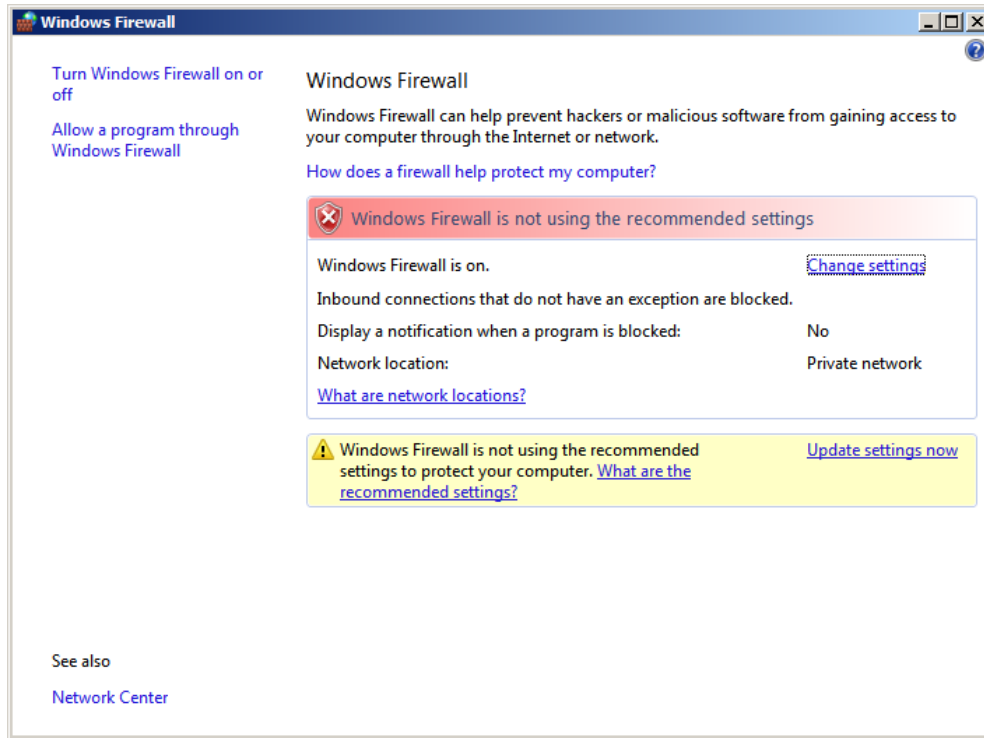 Windows Firewall
Turn Windows Firewall on or
off
Allow a program through
Windows Firewall
Windows Firewall
Windows Firewall can help prevent hackers or malicious software from gaining access to
your computer through the Internet or network.
How does a firewall help protect my computer?
Windows Firewall is not using the recommended settings
Windows Firewall is on. Change settings
Inbound connections that do not have an exception are blocked.
Display a notification when a program is blocked: No
Network location: Private network
What are network locations?
Windows Firewall is not using the recommended Update settings now
settings to protect your computer. What are the
recommended settings?
See also
Network Center